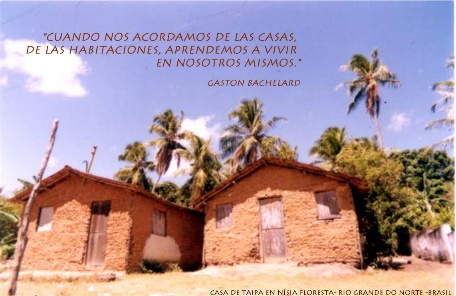 "CUANDO NOS ACORDAMOS DE LAS CASAS,
DE LAS HABITACIONES, APRENDEMOS A VIVIR
EN NOSOTROS MISMOS."
GASTON BACHELARD
CASA DE TAIPA EN NÍSIA FLORESTA- RIO GRANDE DO NORTE -BRASIL